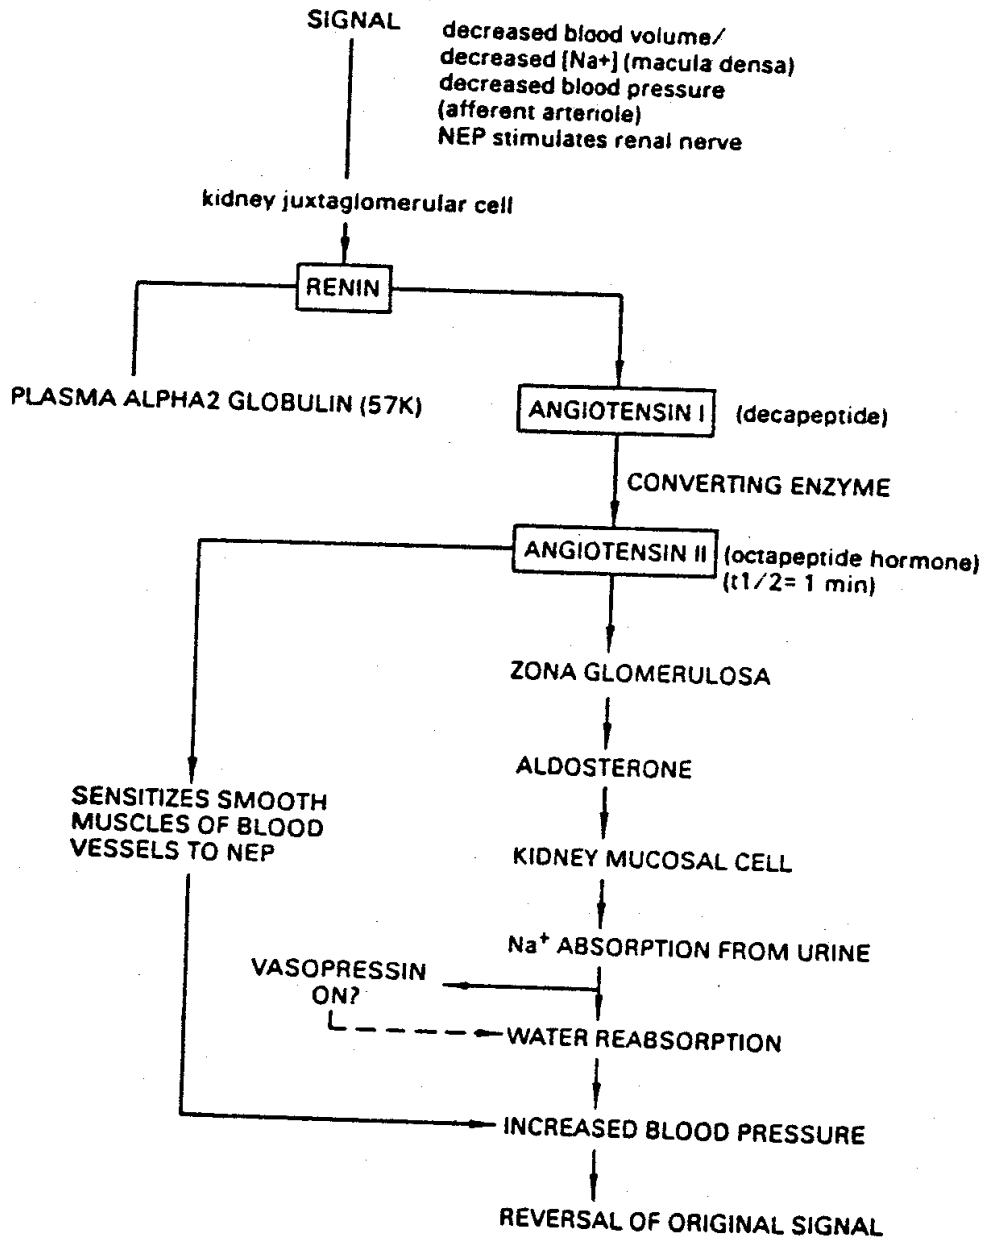 SIGNAL
decreased blood volume/
decreased [Na+] (macula densa)
decreased blood pressure
(afferent arteriole)
NEP stimulates renal nerve
kidney juxtaglomerular cell
RENIN
PLASMA ALPHA2 GLOBULIN (57K)
ANGIOTENSIN I (decapeptide)
CONVERTING ENZYME
ANGIOTENSIN II (octapeptide hormone)
(t1/2= 1 min)
ZONA GLOMERULOSA
ALDOSTERONE
SENSITIZES SMOOTH
MUSCLES OF BLOOD
VESSELS TO NEP
KIDNEY MUCOSAL CELL
Na⁺ ABSORPTION FROM URINE
VASOPRESSIN
ON?
WATER REABSORPTION
INCREASED BLOOD PRESSURE
REVERSAL OF ORIGINAL SIGNAL